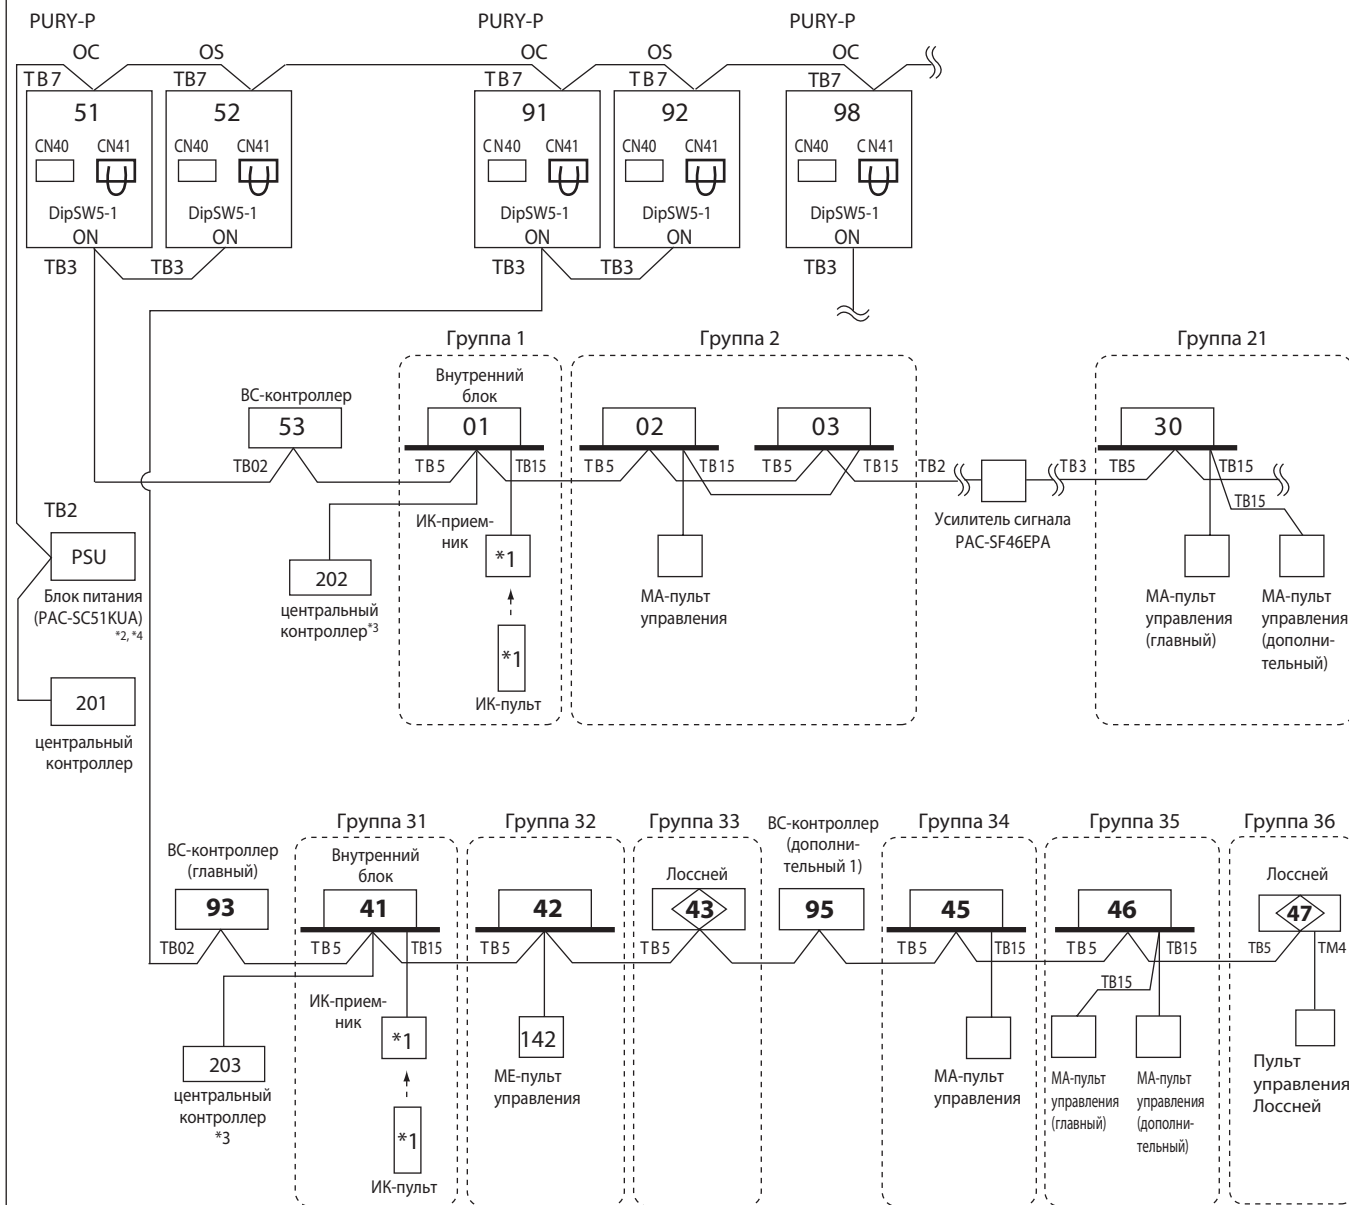 PURY-P PURY-P PURY-P
OC OS OC OS OC
TB7 TB7 TB7 TB7 TB7
51 52 91 92 98
CN40 CN41 CN40 CN41 CN40 CN41 CN40 CN41 CN40 CN41
DipSW5-1 DipSW5-1 DipSW5-1 DipSW5-1 DipSW5-1
ON ON ON ON ON
TB3 TB3 TB3 TB3 TB3
Группа 1 Группа 2 Группа 21
ВС-контроллер
53
TB02
Внутренний
блок
01
TB5 TB15
02
TB5 TB15
03
TB5 TB15
TB2
TB3
Усилитель сигнала
PAC-SF46EPA
30
TB5 TB15
TB15
202
центральный
контроллер*3
ИК-прием-
ник
*1
*1
ИК-пульт
МА-пульт
управления
МА-пульт
управления
(главный)
МА-пульт
управления
(дополни-
тельный)
TB2
PSU
Блок питания
(PAC-SC51KUA)
*2, *4
201
центральный
контроллер
Группа 31 Группа 32 Группа 33 Группа 34 Группа 35 Группа 36
ВС-контроллер
(главный)
93
TB02
Внутренний
блок
41
TB5 TB15
42
TB5
Лоссней
43
TB5
ВС-контроллер
(дополни-
тельный 1)
95
45
TB5 TB15
46
TB5 TB15
TB15
Лоссней
47
TB5 TM4
203
центральный
контроллер
*3
ИК-прием-
ник
*1
*1
ИК-пульт
142
МЕ-пульт
управления
МА-пульт
управления
МА-пульт
управления
(главный)
МА-пульт
управления
(дополни-
тельный)
Пульт
управления
Лоссней